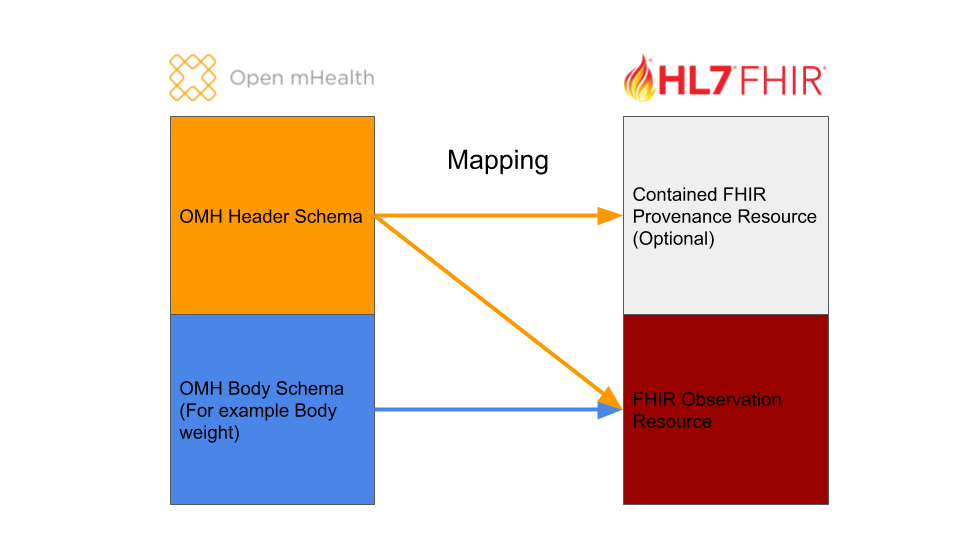 Open mHealth
HL7 FHIR®
Mapping
OMH Header Schema
Contained FHIR
Provenance Resource
(Optional)
OMH Body Schema
(For example Body
weight)
FHIR Observation
Resource